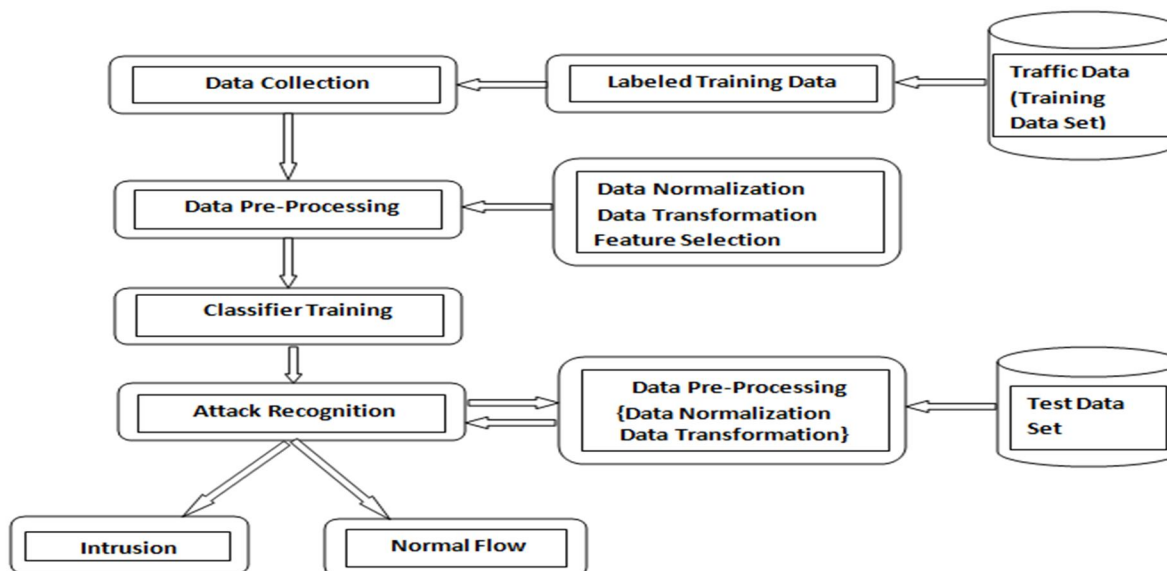 Data Collection
Labeled Training Data
Traffic Data
(Training
Data Set)
Data Pre-Processing
Data Normalization
Data Transformation
Feature Selection
Classifier Training
Attack Recognition
Data Pre-Processing
{Data Normalization
Data Transformation}
Test Data
Set
Intrusion
Normal Flow